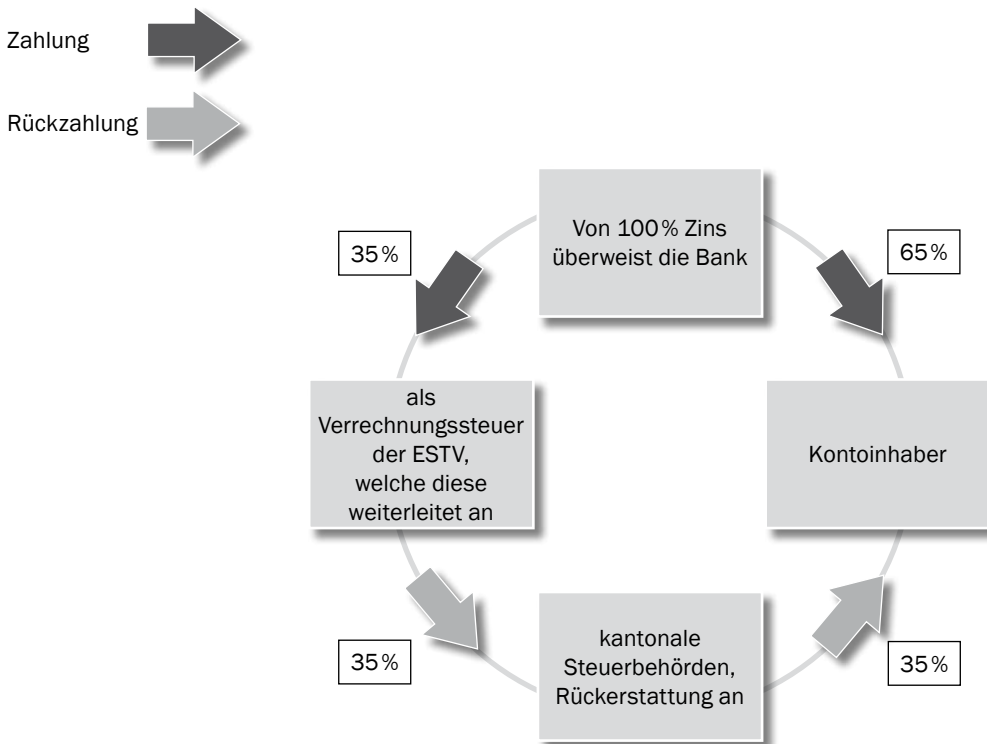 Zahlung
Rückzahlung
Von 100% Zins
überweist die Bank
35%
65%
als
Verrechnungssteuer
der ESTV,
welche diese
weiterleitet an
Kontoinhaber
kantonale
Steuerbehörden,
Rückerstattung an
35%
35%